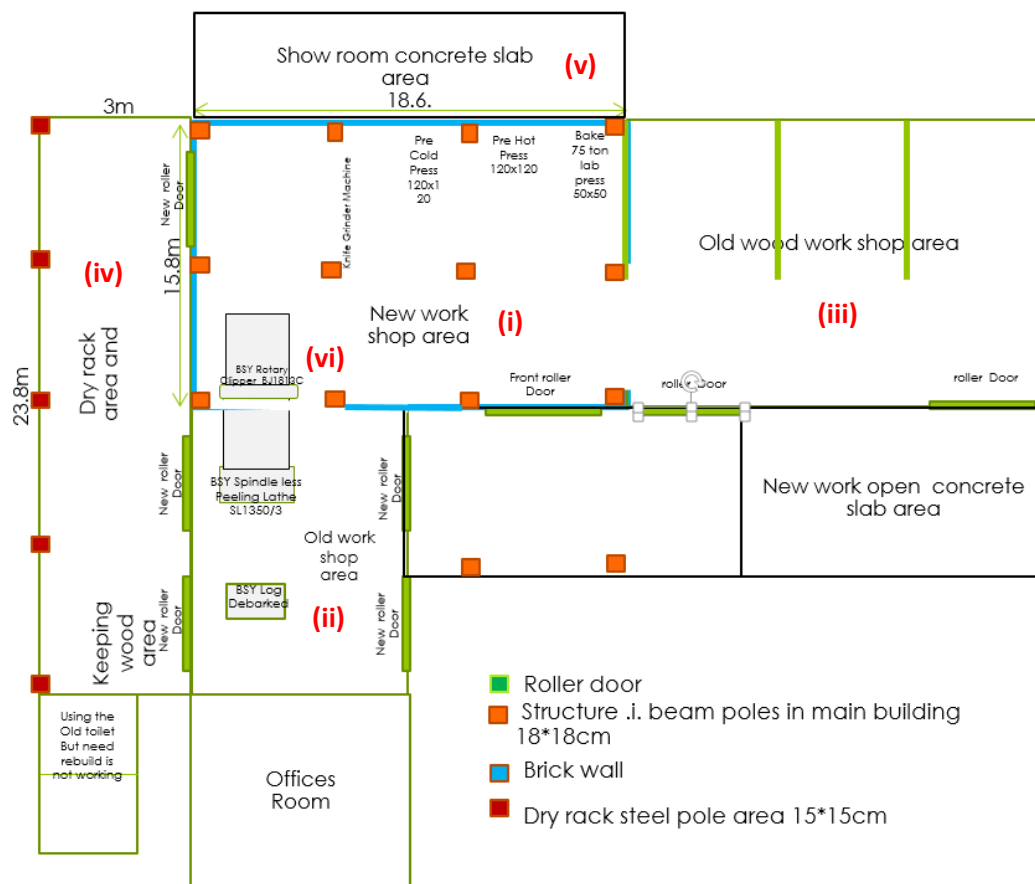 Show room concrete slab
area
18.6.
(v)
3m
New roller
Door
15.8m
(iv)
Dry rack
area and
23.8m
Knife Grinder Machine
Pre
Cold
Press
120x1
20
Pre Hot
Press
120x120
Bake
75 ton
lab
press
50x50
Old wood work shop area
(iii)
New work
shop area
(i)
(vi)
BSY Rotary
Clipper BJ1813C
Front roller
Door
roller Door
roller Door
New roller
Door
BSY Spindle less
Peeling Lathe
SL1350/3
New roller
Door
New work open concrete
slab area
Old work
shop
area
(ii)
BSY Log
Debarked
Keeping
wood
area
New roller
Door
New roller
Door
Using the
Old toilet
But need
rebuild is
not working
Offices
Room
Roller door
Structure .i. beam poles in main building
18*18cm
Brick wall
Dry rack steel pole area 15*15cm